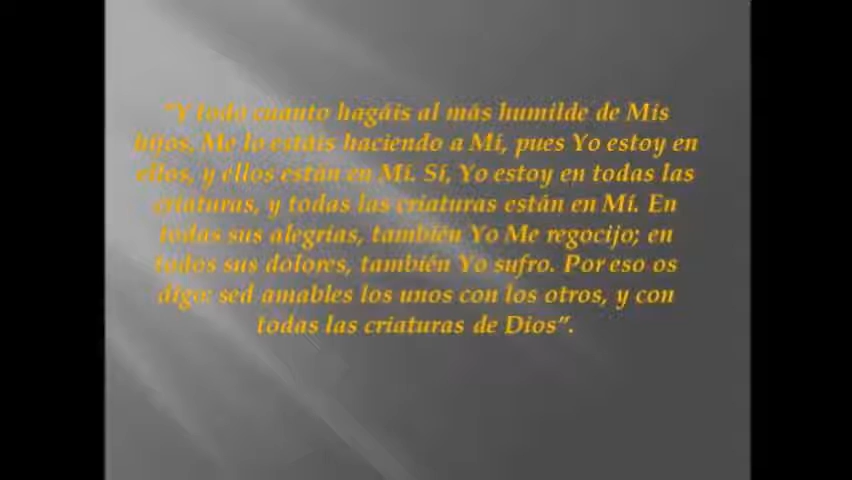 "Y todo cuanto hagáis al más humilde de Mis
hijos, Me lo estáis haciendo a Mí, pues Yo estoy en
ellos, y ellos están en Mí. Sí, Yo estoy en todas las
criaturas, y todas las criaturas están en Mí. En
todas sus alegrías, también Yo Me regocijo; en
todos sus dolores, también Yo sufro. Por eso os
digo: sed amables los unos con los otros, y con
todas las criaturas de Dios".